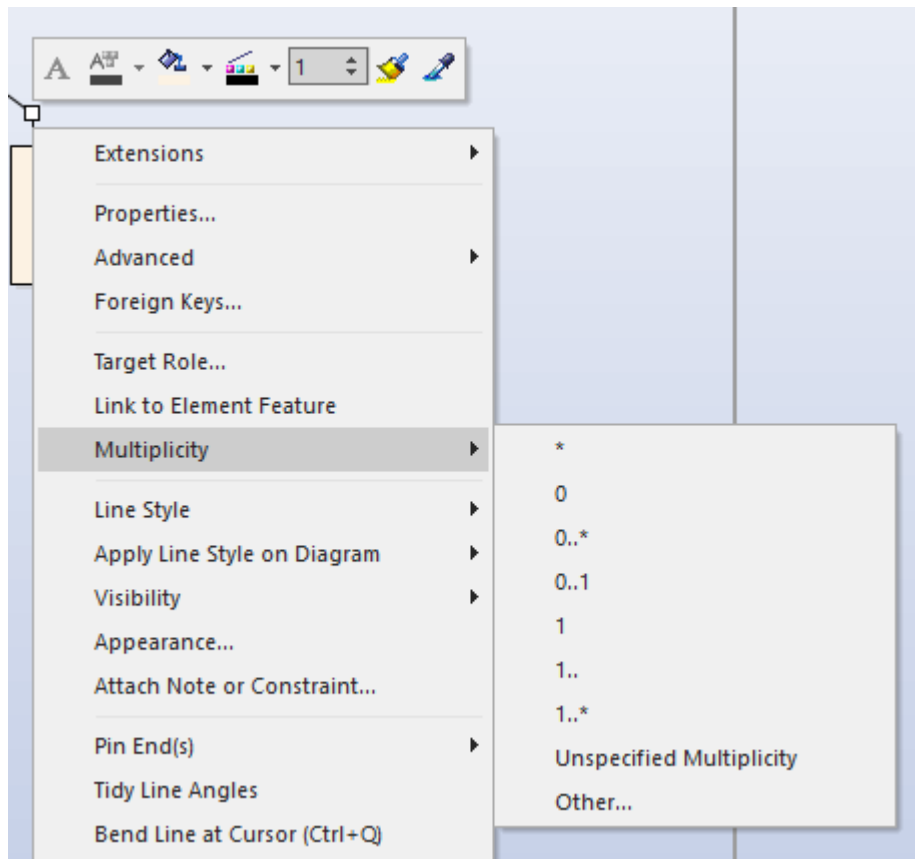 A A 1
Extensions
Properties...
Advanced
Foreign Keys...
Target Role...
Link to Element Feature
Multiplicity
Line Style
Apply Line Style on Diagram
Visibility
Appearance...
Attach Note or Constraint...
Pin End(s)
Tidy Line Angles
Bend Line at Cursor (Ctrl+Q)
*
0
0..*
0..1
1
1..
1..*
Unspecified Multiplicity
Other...